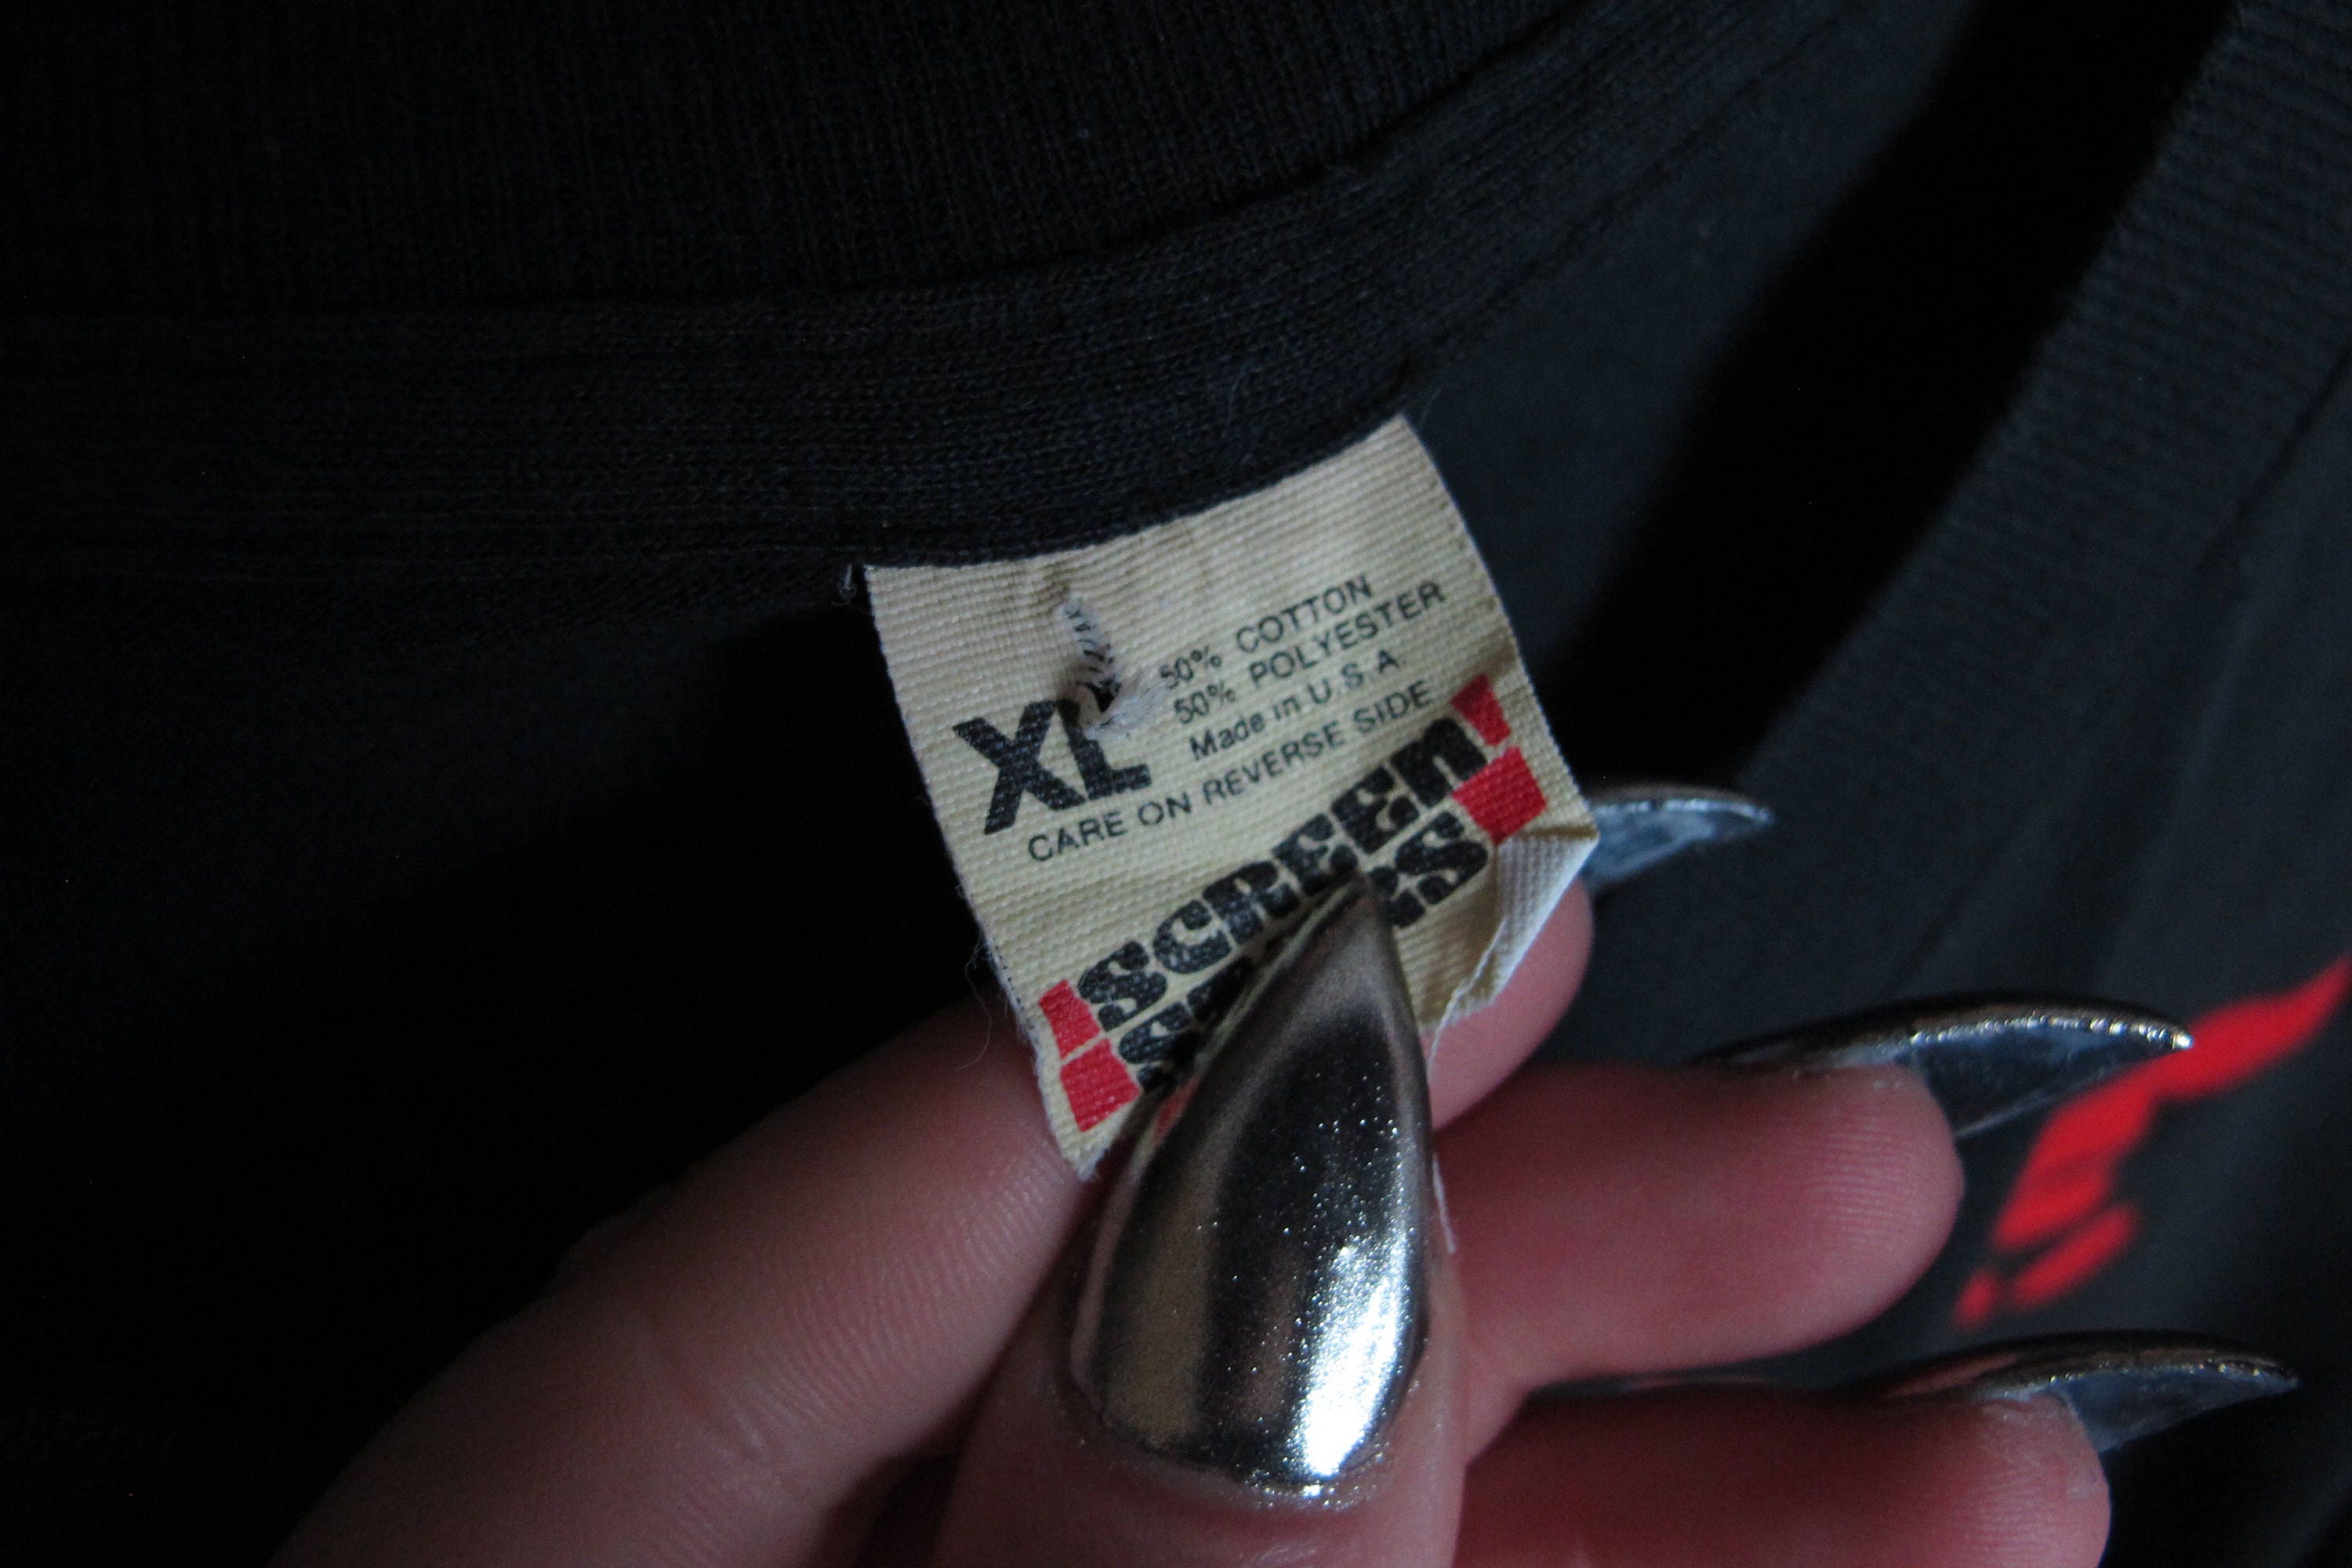 50% COTTON
50% POLYESTER
XL Made in U.S.A.
CARE ON REVERSE SIDE
SCREEN